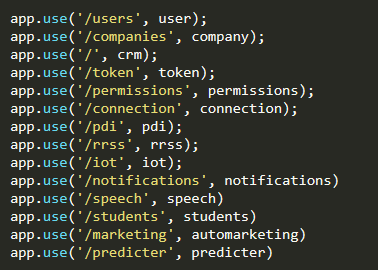 app.use('/users', user);
app.use('/companies', company);
app.use('/', crm);
app.use('/token', token);
app.use('/permissions', permissions);
app.use('/connection', connection);
app.use('/pdi', pdi);
app.use('/rrss', rrss);
app.use('/iot', iot);
app.use('/notifications', notifications)
app.use('/speech', speech)
app.use('/students', students)
app.use('/marketing', automarketing)
app.use('/predicter', predicter)